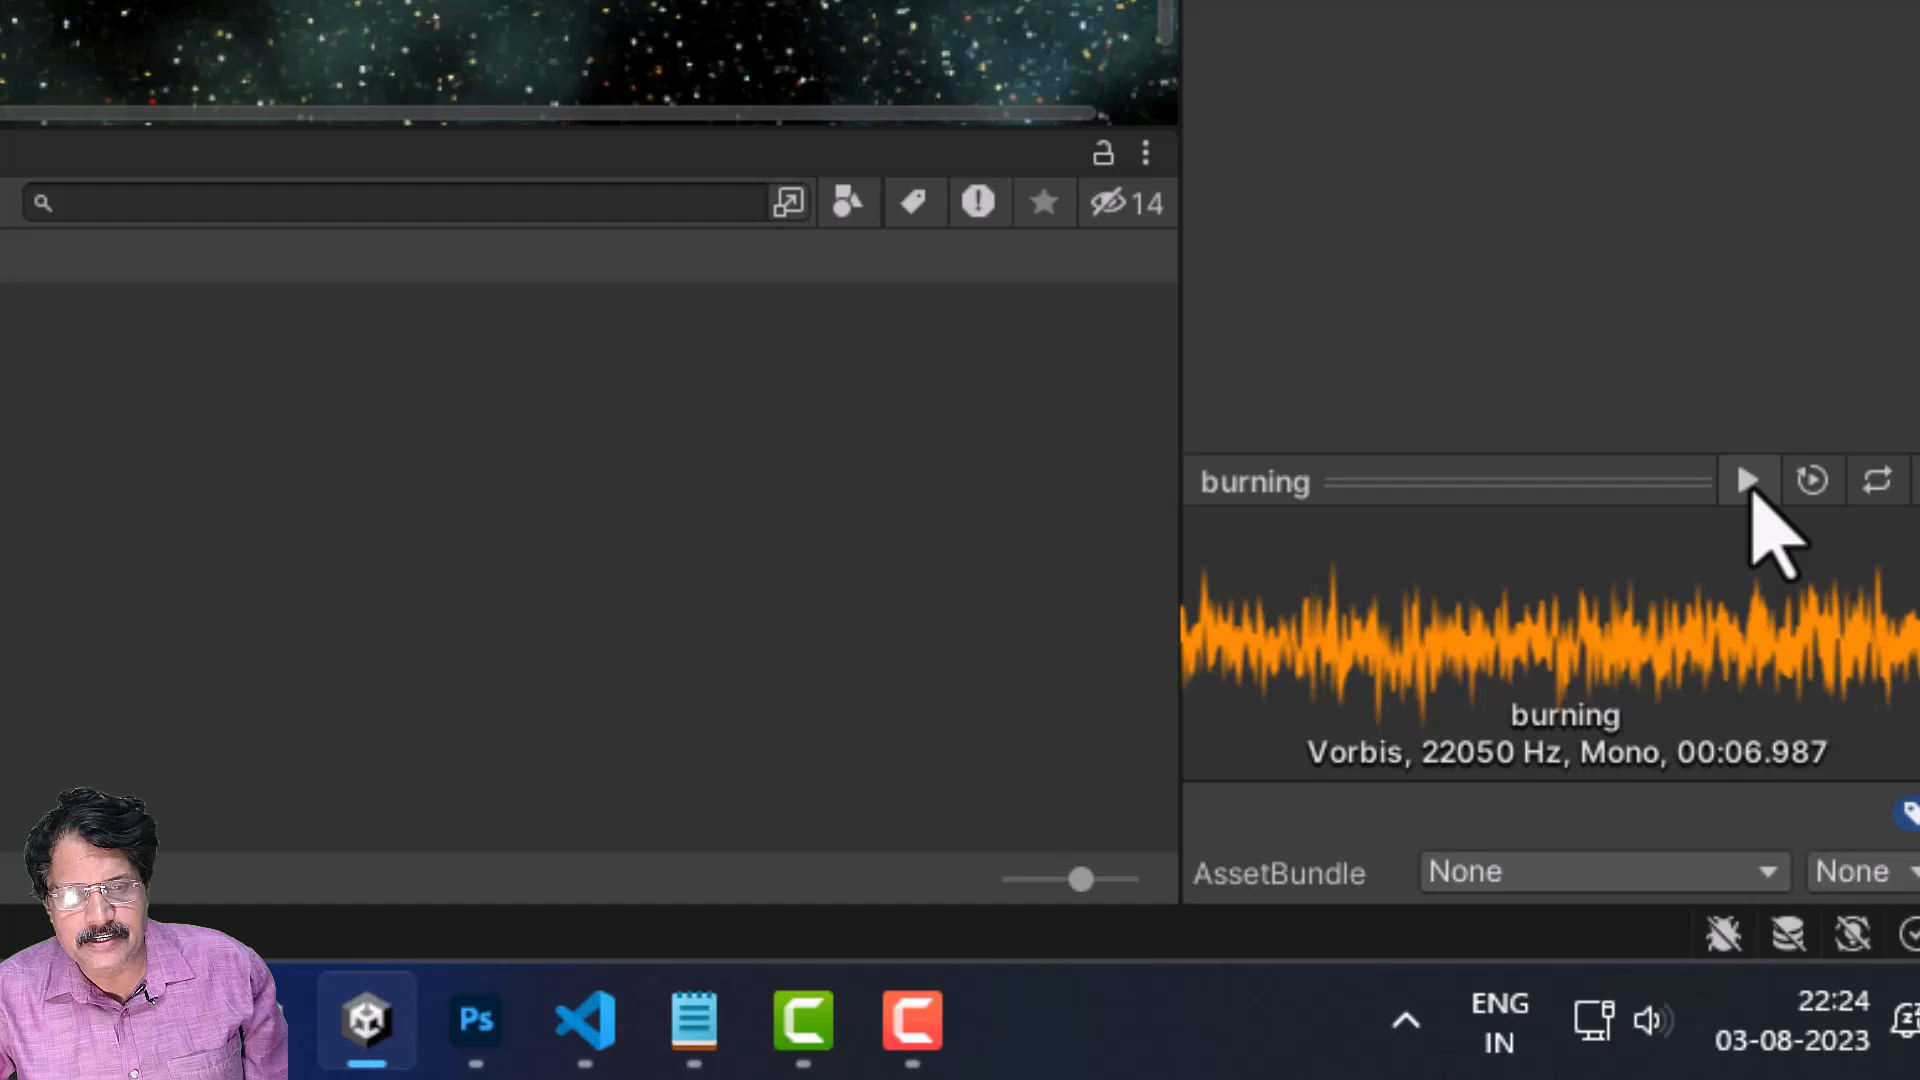 14
burning
burning
Vorbis, 22050 Hz, Mono, 00:06.987
AssetBundle
None
None
Ps
ENG
IN
22:24
03-08-2023